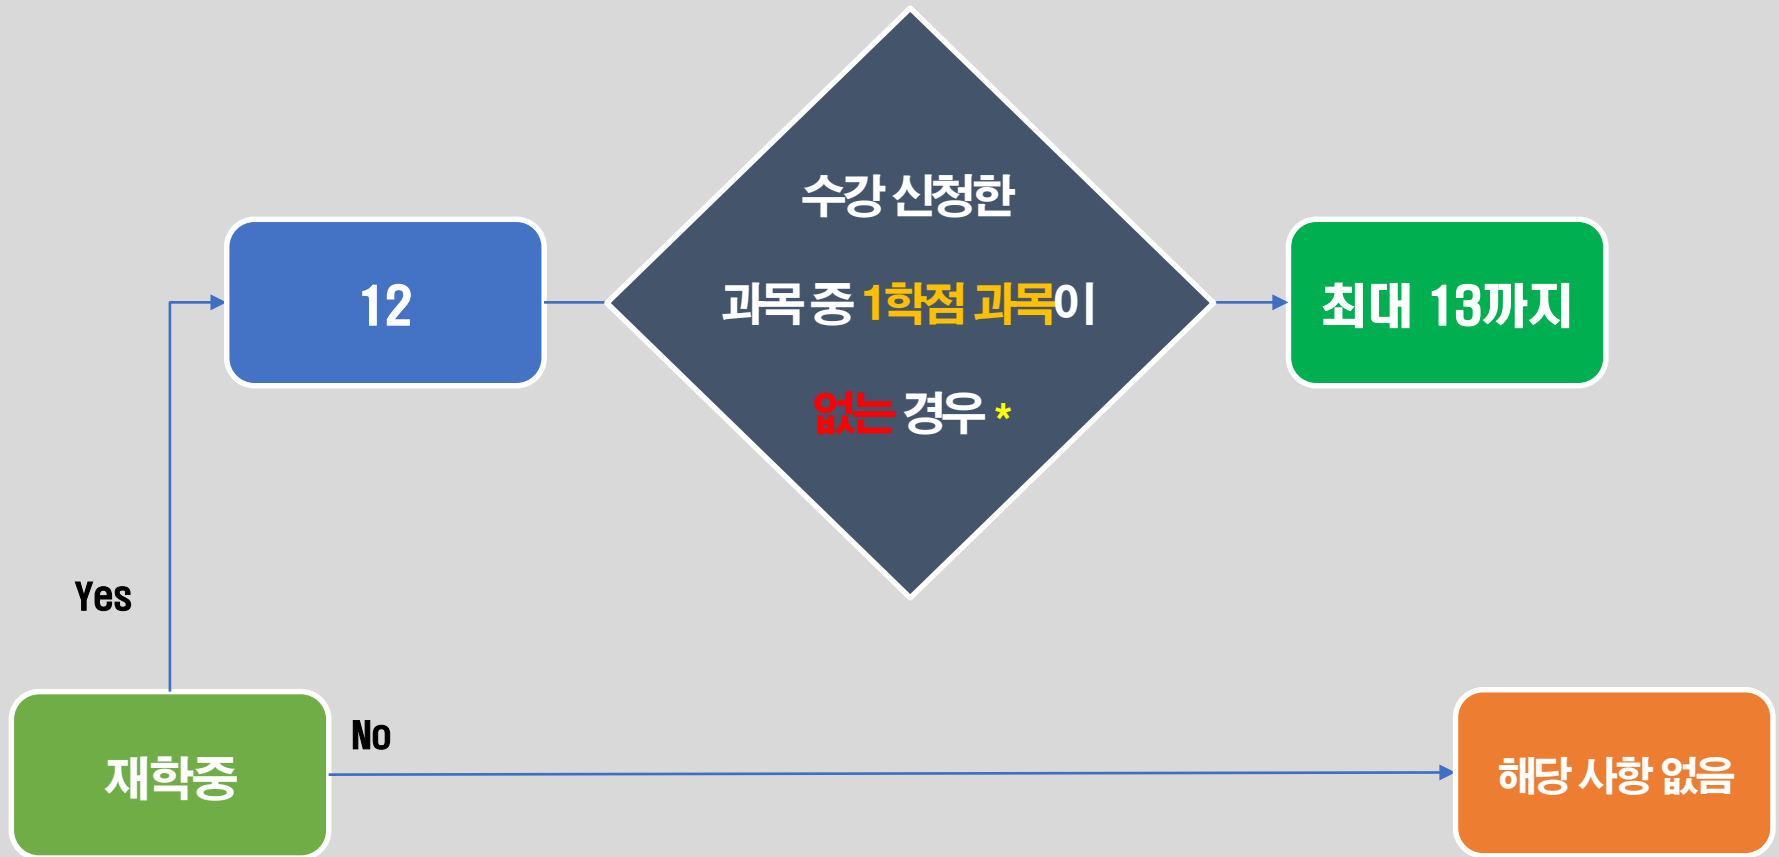 수강 신청한
12
과목 중 1학점 과목이
최대 13까지
없는 경우 *
Yes
No
재학중
해당 사항 없음